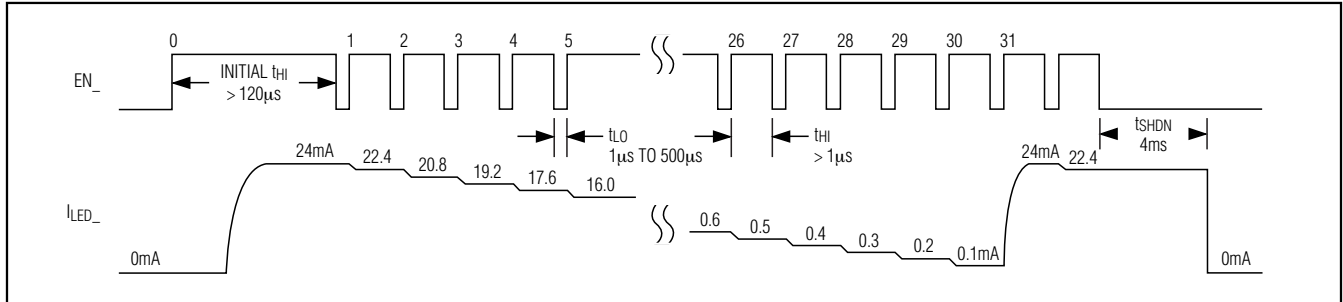 0 1 2 3 4 5 26 27 28 29 30 31
EN_
INITIAL tHI
> 120µs
tLO
1µs TO 500µs
tHI
> 1µs
tSHDN
4ms
24mA 22.4 20.8 19.2 17.6 16.0
24mA 22.4
ILED_
0.6 0.5 0.4 0.3 0.2 0.1mA
0mA
0mA